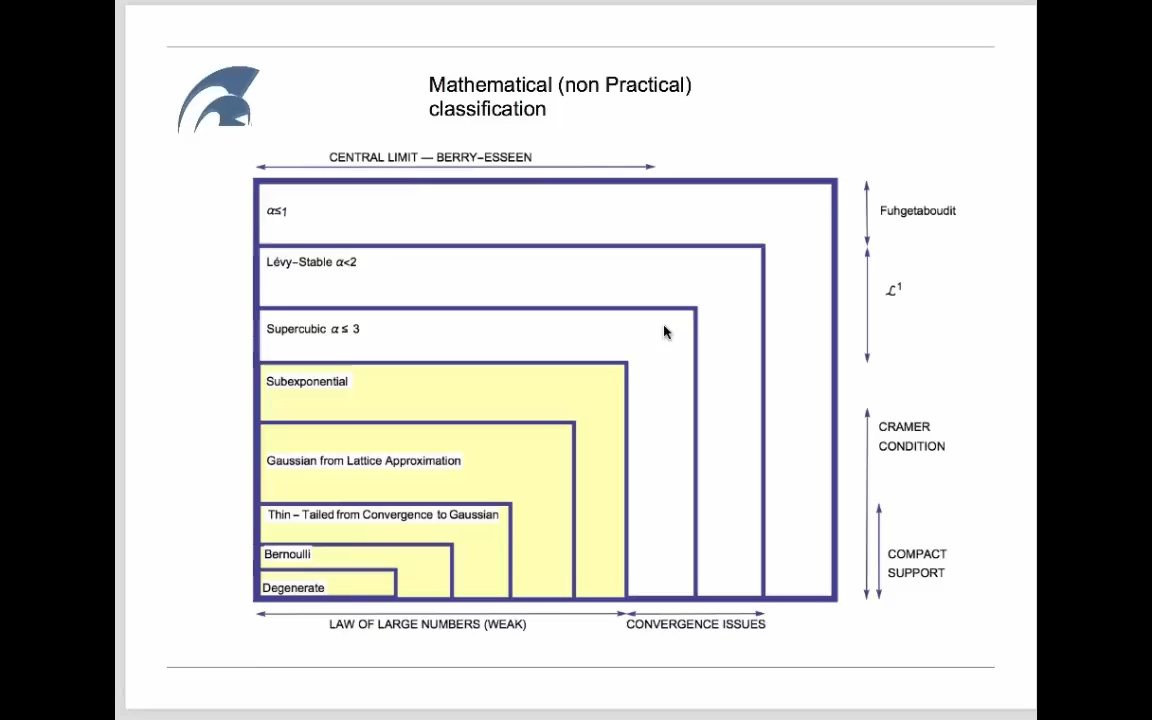 Mathematical (non Practical)
classification
CENTRAL LIMIT — BERRY–ESSEEN
α≤1
Fuhgetaboudit
Lévy–Stable α<2
ℒ¹
Supercubic α ≤ 3
Subexponential
CRAMER
CONDITION
Gaussian from Lattice Approximation
Thin – Tailed from Convergence to Gaussian
Bernoulli
COMPACT
SUPPORT
Degenerate
LAW OF LARGE NUMBERS (WEAK)
CONVERGENCE ISSUES